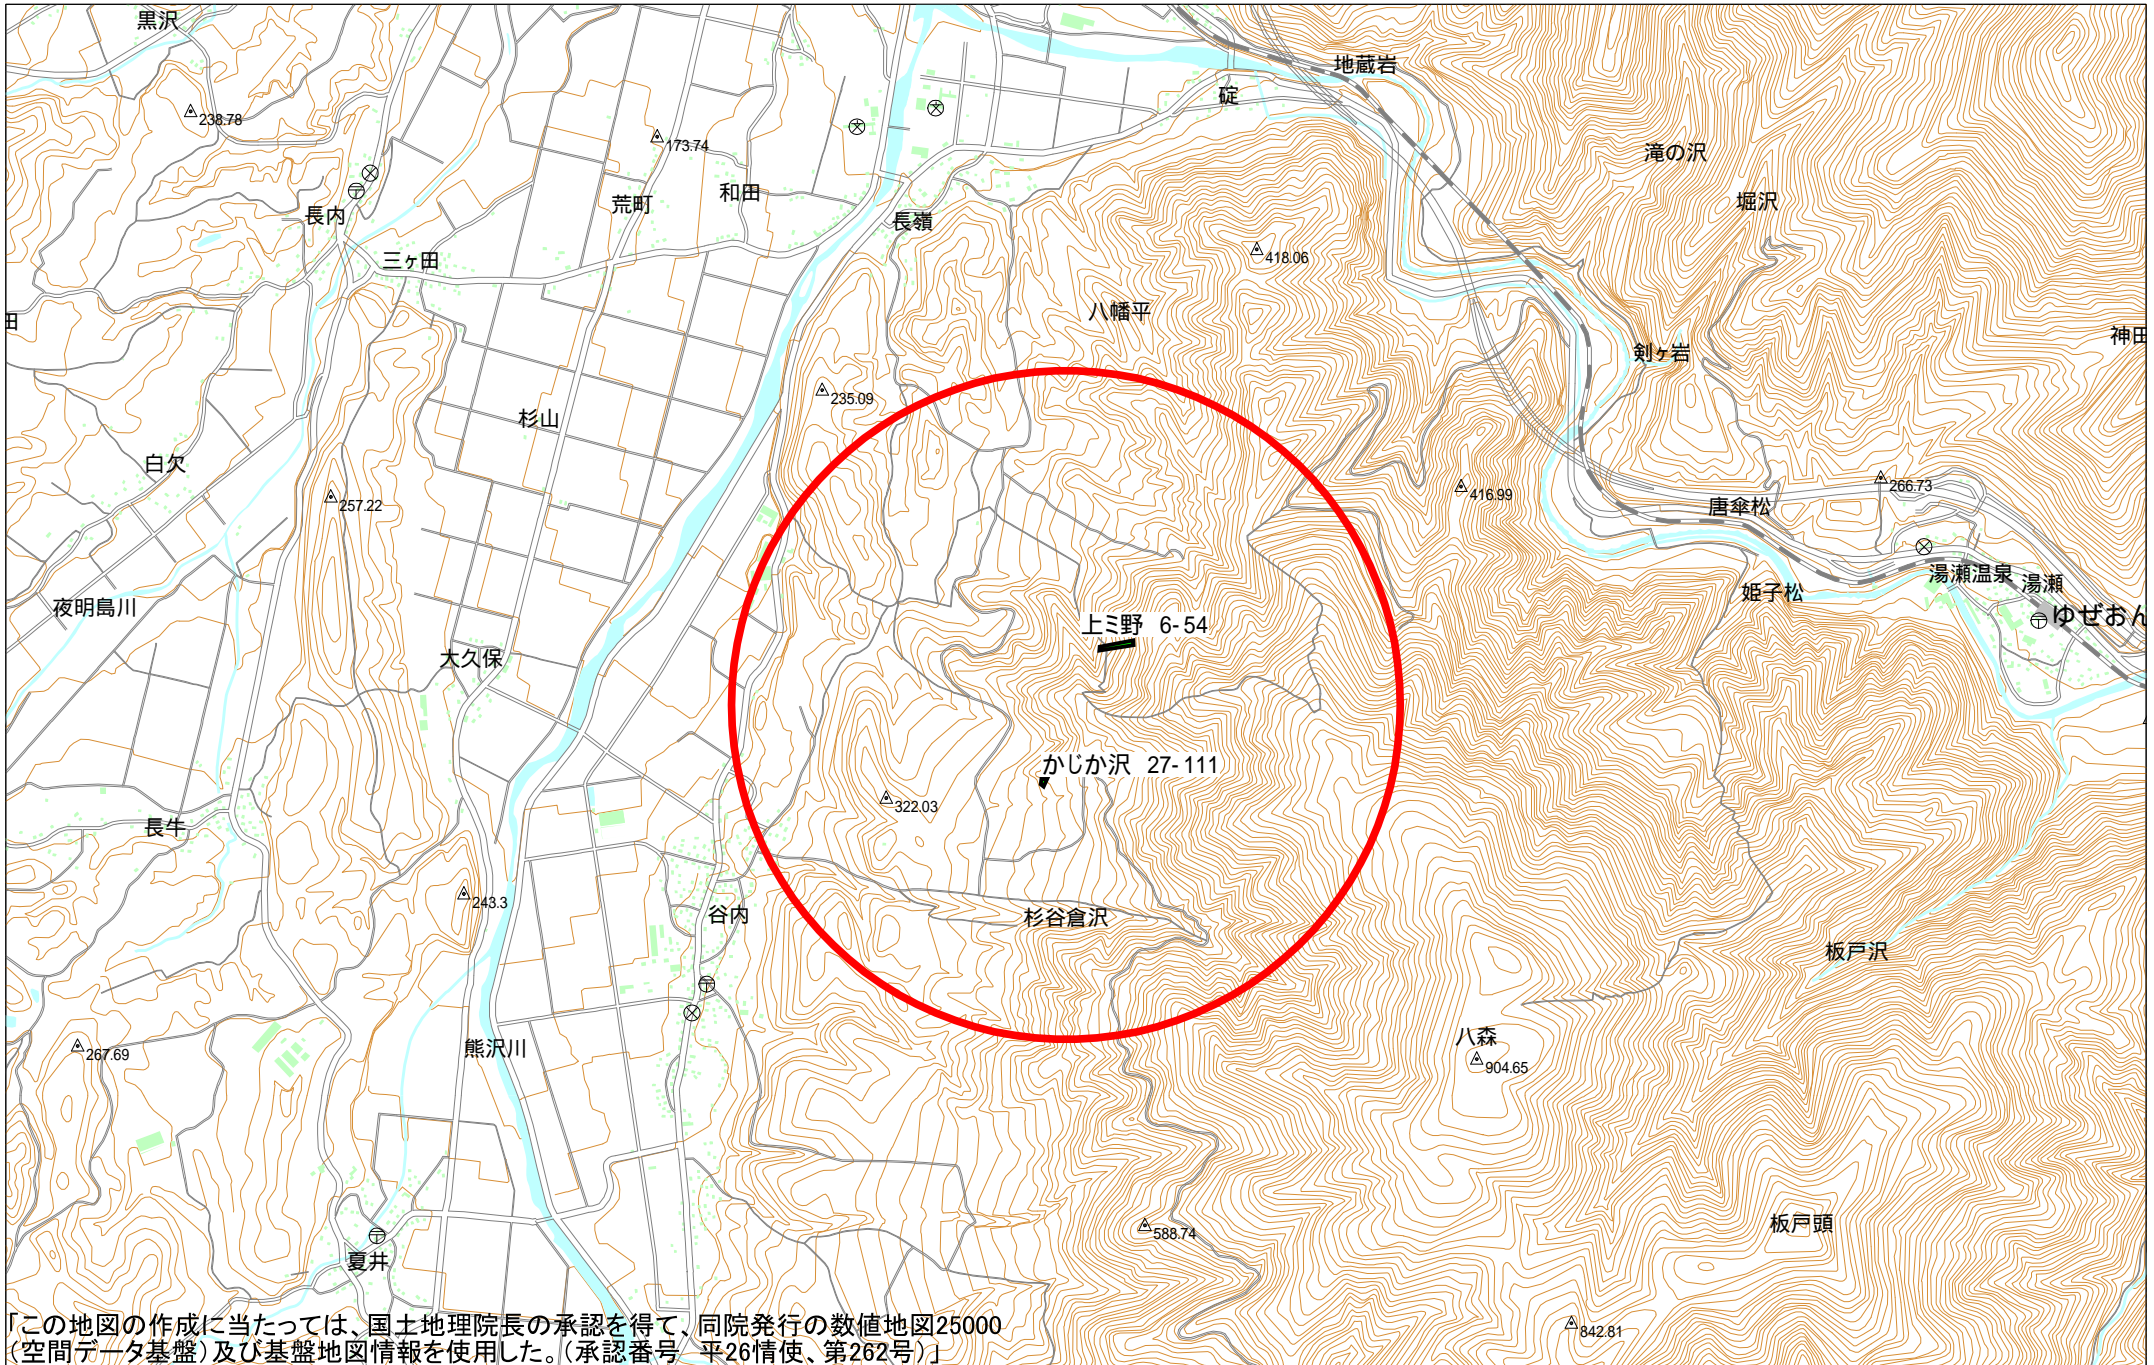 黒沢
地蔵岩
碇
238.78
173.74
滝の沢
和田
荒町
堀沢
長内
長嶺
三ヶ田
418.06
八幡平
田
神田
剣ヶ岩
235.09
杉山
白欠
257.22
416.99
266.73
唐傘松
湯瀬温泉
湯瀬
姫子松
夜明島川
ゆぜおん
上ミ野 6-54
大久保
かじか沢 27-111
322.03
長牛
243.3
谷内
杉谷倉沢
板戸沢
八森
熊沢川
267.69
904.65
板戸頭
588.74
夏井
842.81
「この地図の作成に当たっては、国土地理院長の承認を得て、同院発行の数値地図25000
(空間データ基盤)及び基盤地図情報を使用した。(承認番号 平26情使、第262号)」